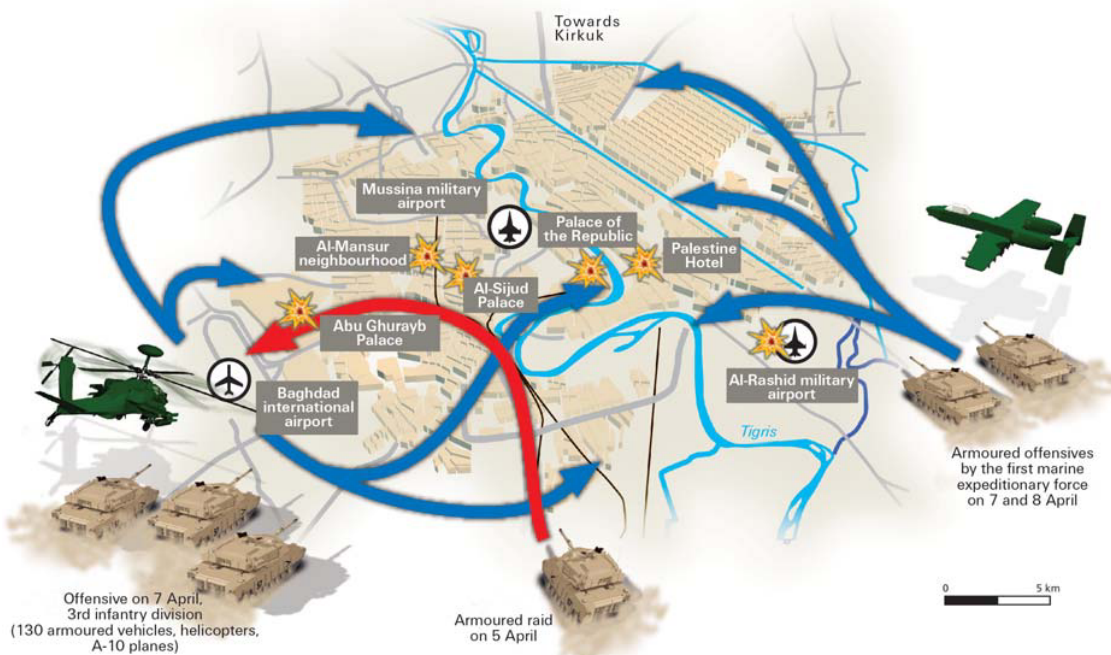 Towards
Kirkuk
Mussina military
airport
Al-Mansur
neighbourhood
Palace of
the Republic
Palestine
Hotel
Al-Sijud
Palace
Abu Ghurayb
Palace
Baghdad
international
airport
Al-Rashid military
airport
Tigris
Armoured offensives
by the first marine
expeditionary force
on 7 and 8 April
0 5 km
Offensive on 7 April,
3rd infantry division
(130 armoured vehicles, helicopters,
A-10 planes)
Armoured raid
on 5 April